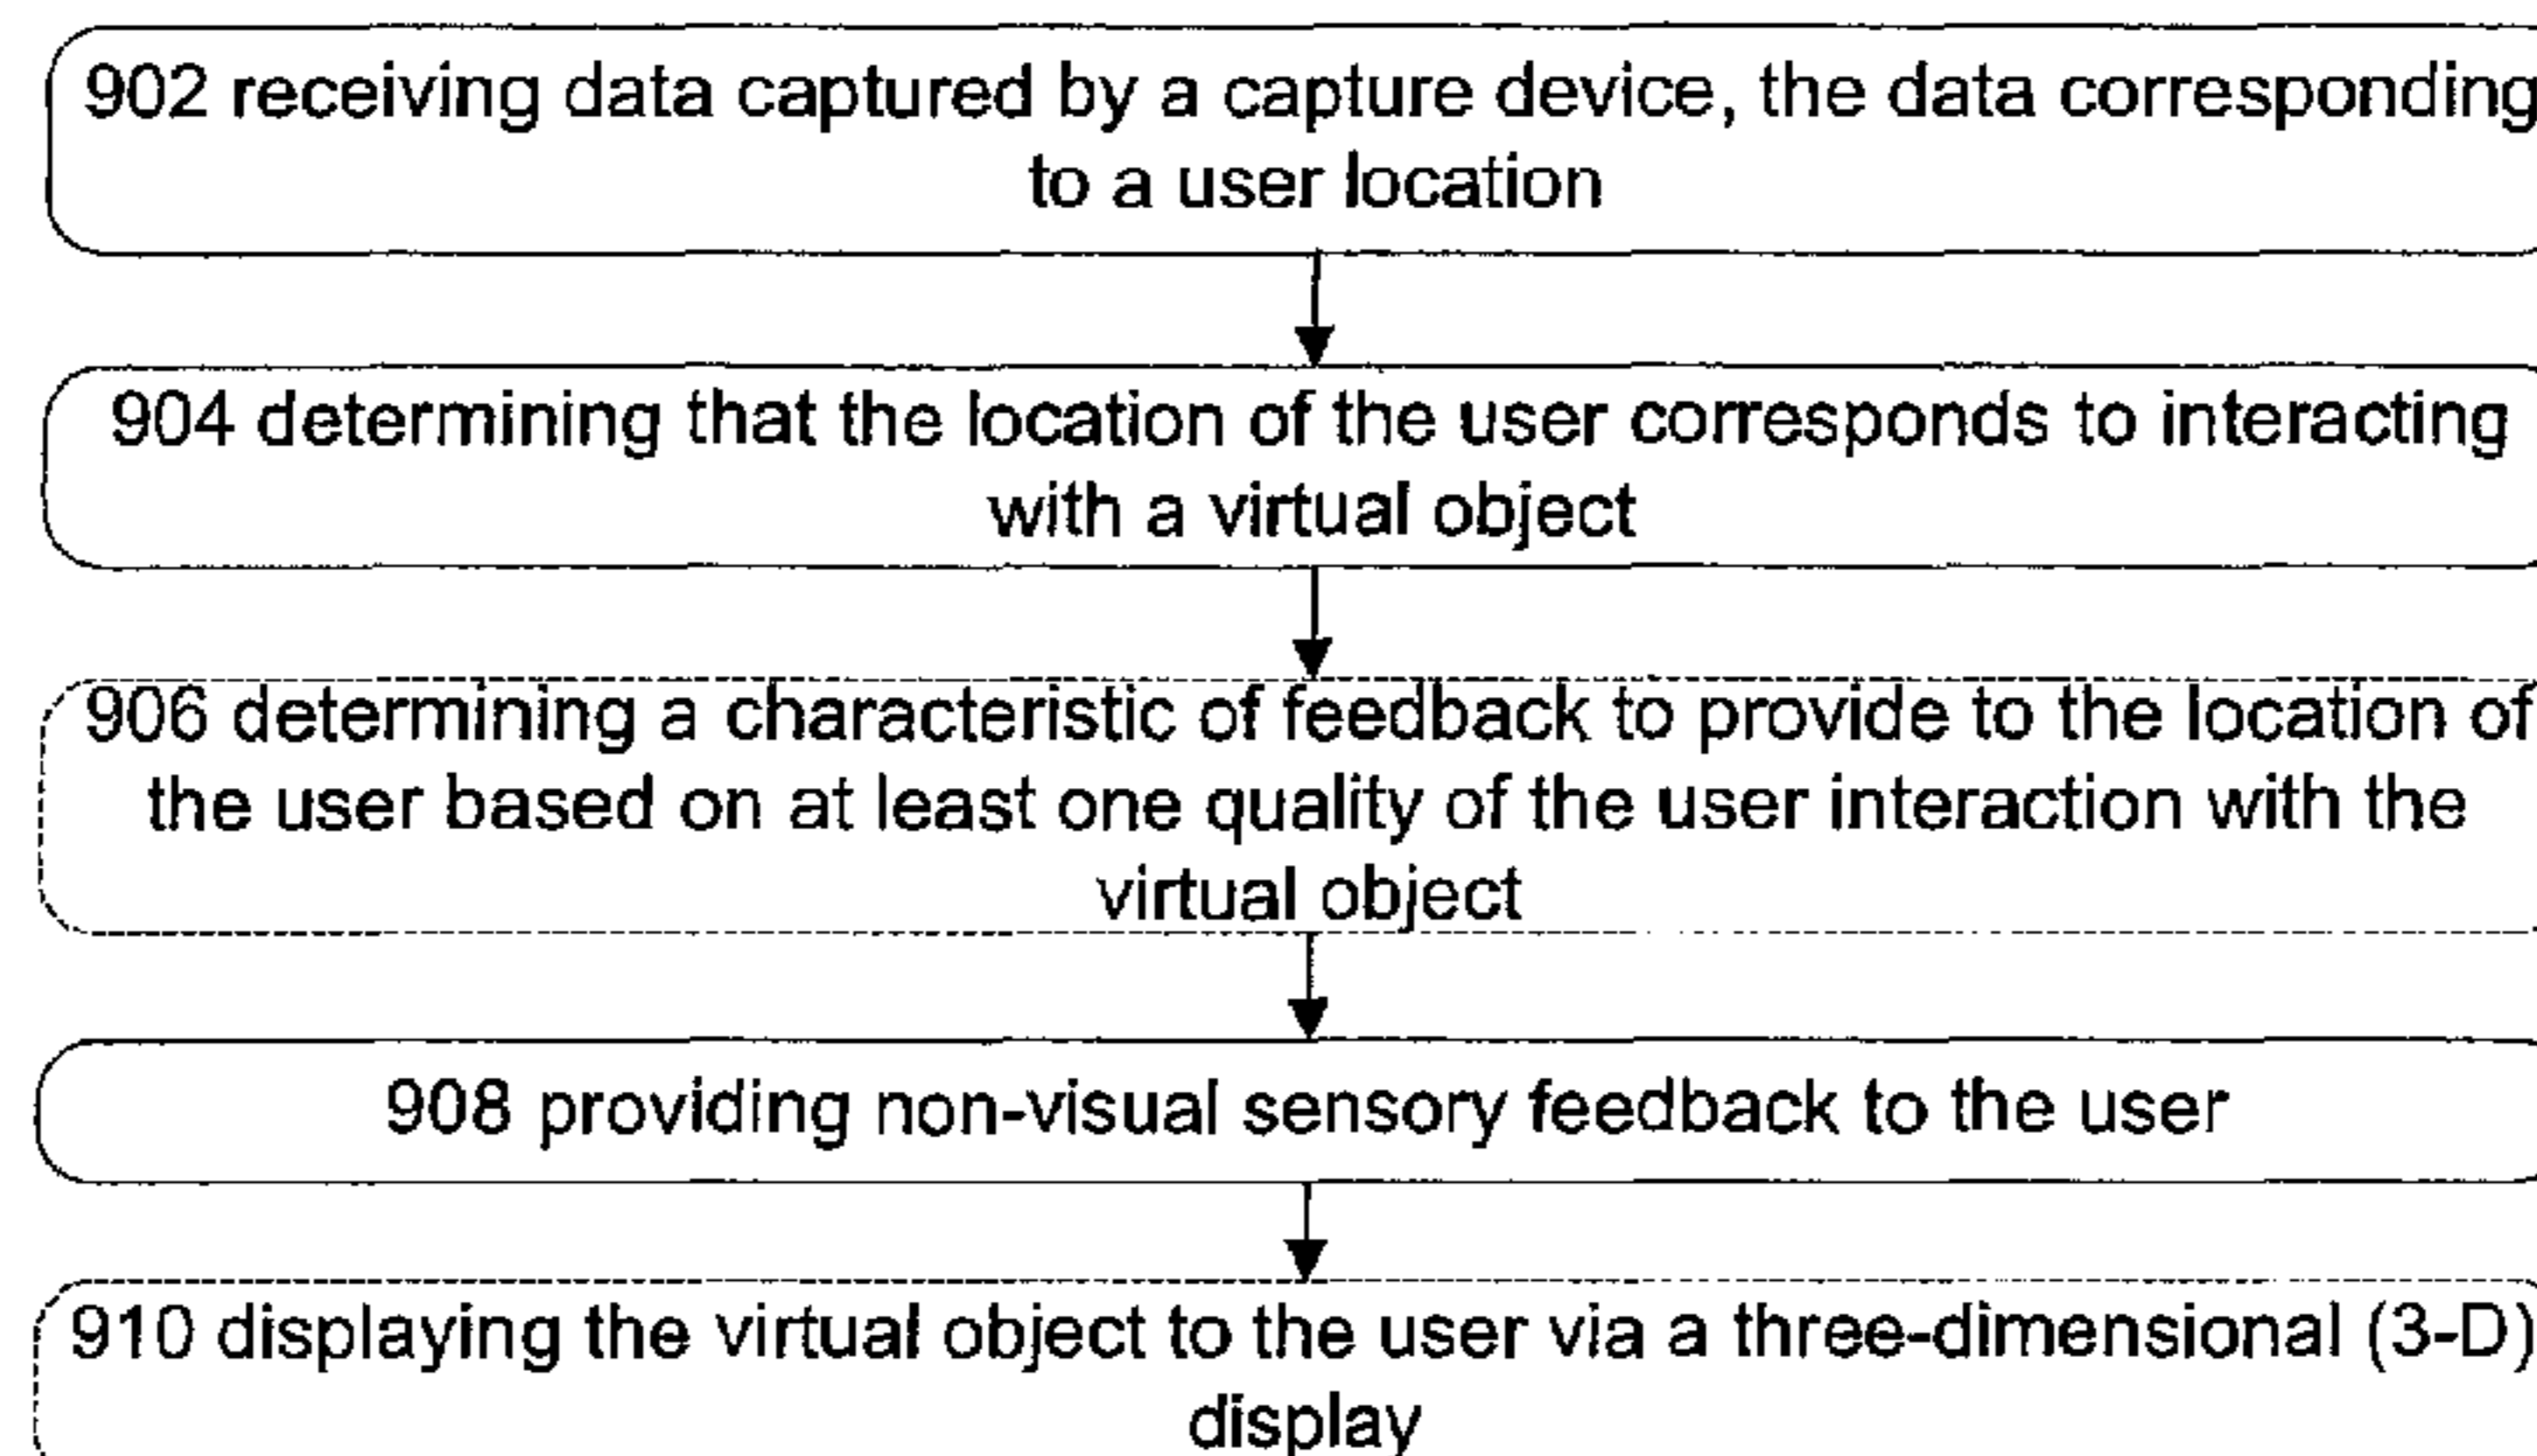 902 receiving data captured by a capture device, the data corresponding
to a user location
904 determining that the location of the user corresponds to interacting
with a virtual object
906 determining a characteristic of feedback to provide to the location of
the user based on at least one quality of the user interaction with the
virtual object
908 providing non-visual sensory feedback to the user
910 displaying the virtual object to the user via a three-dimensional (3-D)
display